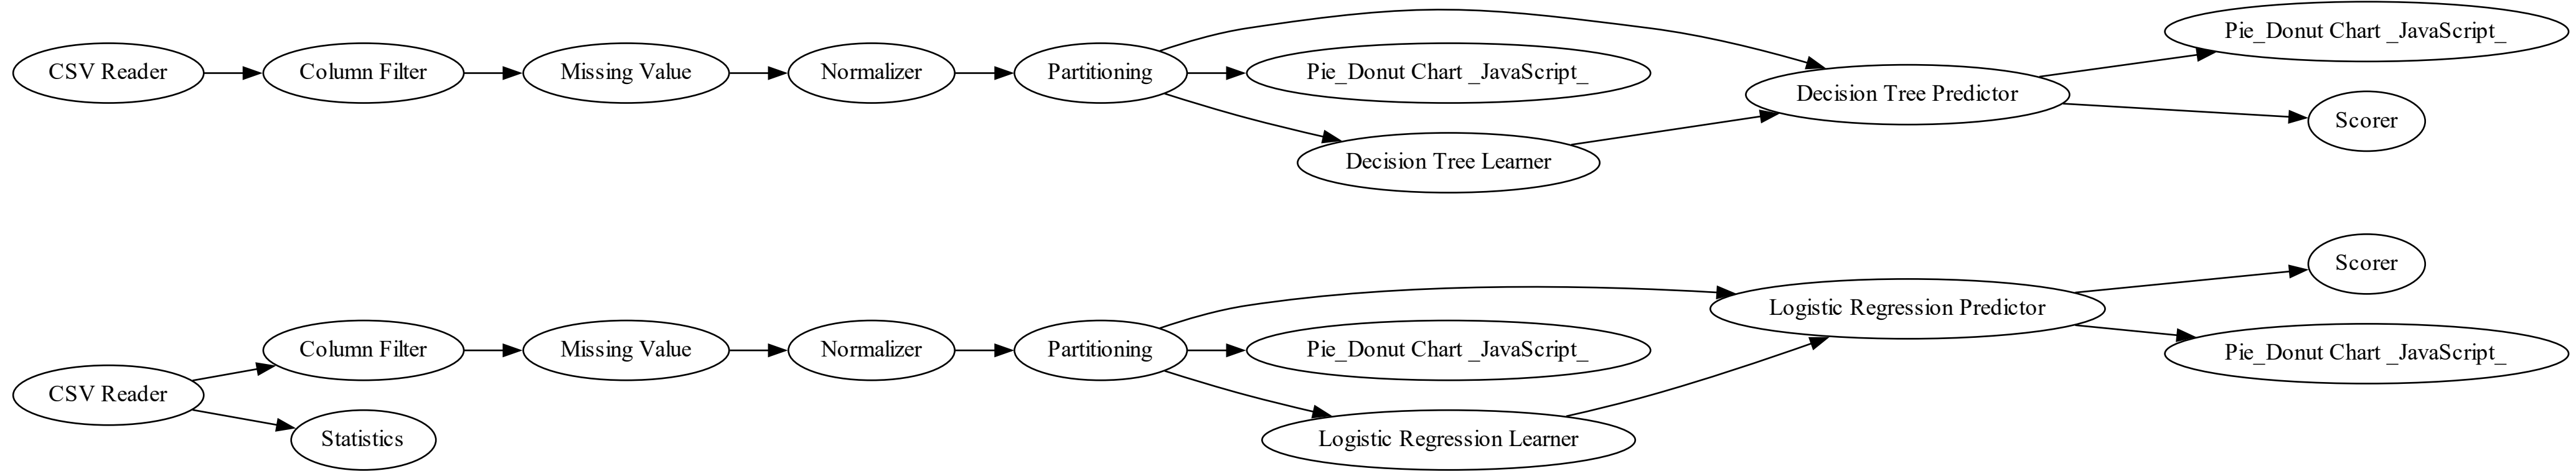 CSV Reader
Column Filter
Missing Value
Normalizer
Partitioning
Pie_Donut Chart _JavaScript_
Decision Tree Learner
Decision Tree Predictor
Pie_Donut Chart _JavaScript_
Scorer
CSV Reader
Column Filter
Statistics
Missing Value
Normalizer
Partitioning
Pie_Donut Chart _JavaScript_
Logistic Regression Learner
Logistic Regression Predictor
Scorer
Pie_Donut Chart _JavaScript_